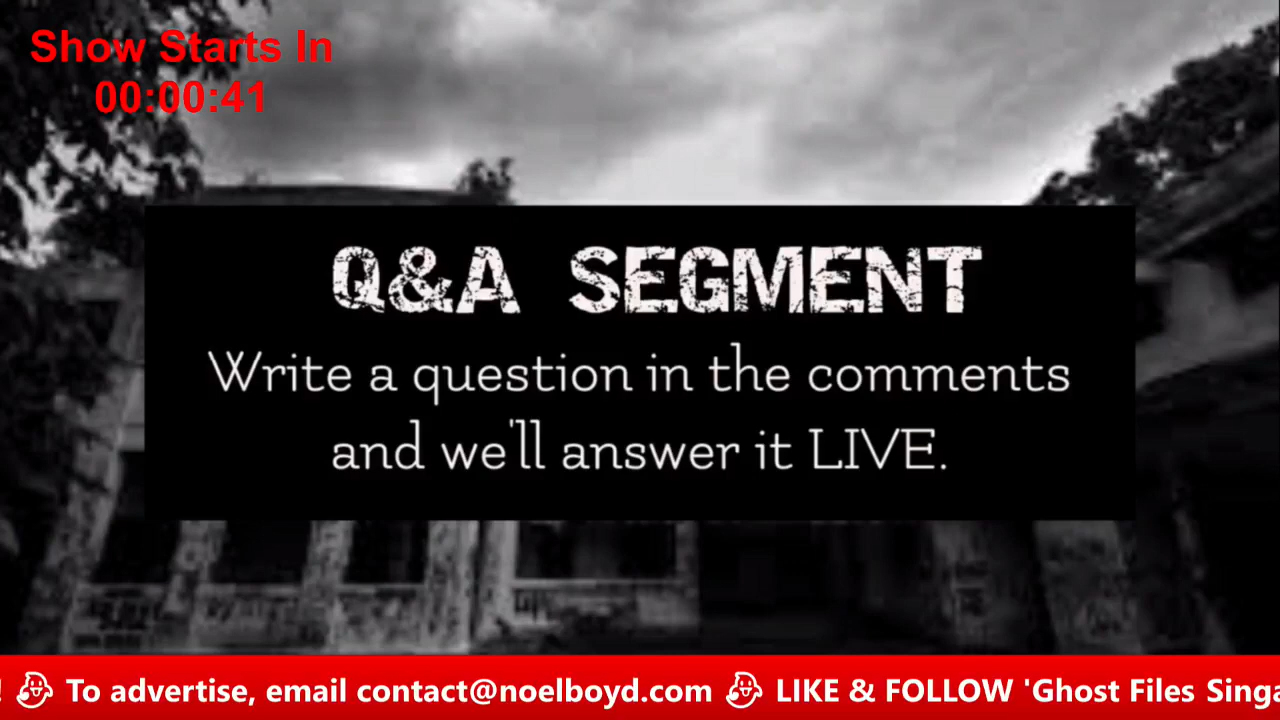 Show Starts In
00:00:41
Q&A SEGMENT
Write a question in the comments
and we'll answer it LIVE.
! To advertise, email contact@noelboyd.com LIKE & FOLLOW 'Ghost Files Singa